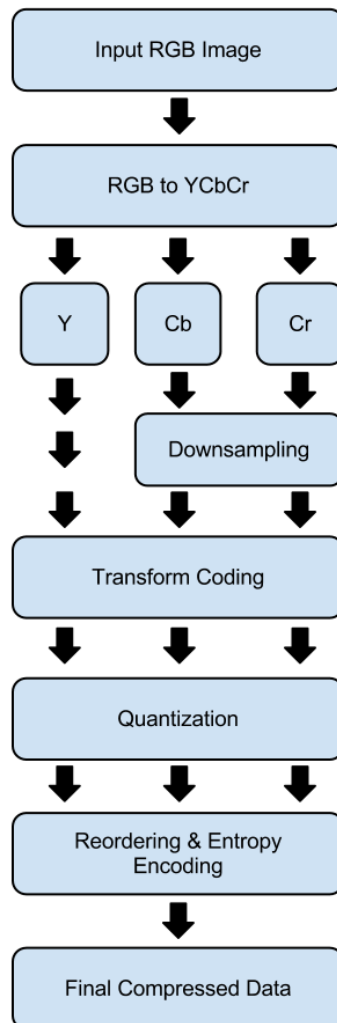 Input RGB Image
RGB to YCbCr
Y
Cb
Cr
Downsampling
Transform Coding
Quantization
Reordering & Entropy
Encoding
Final Compressed Data